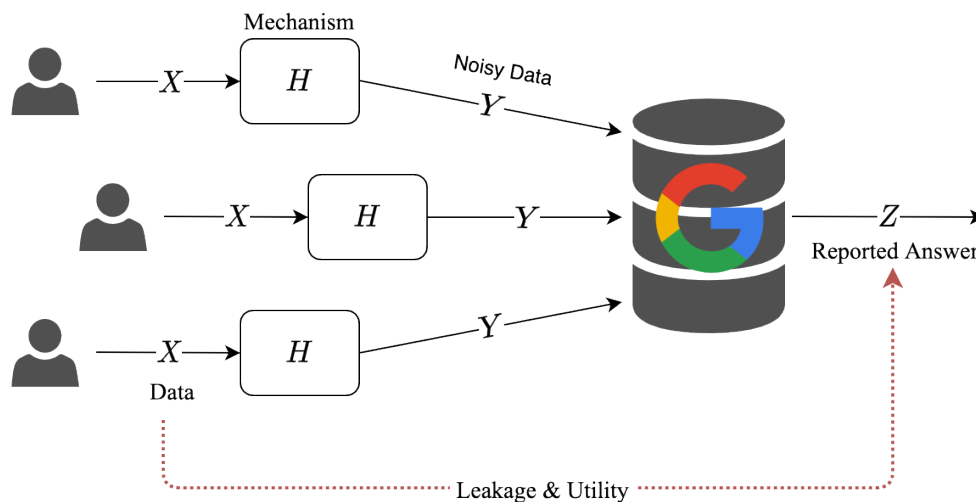 Mechanism
X
H
Noisy Data
Y
X
H
Y
Z
Reported Answer
X
H
Y
Data
Leakage & Utility